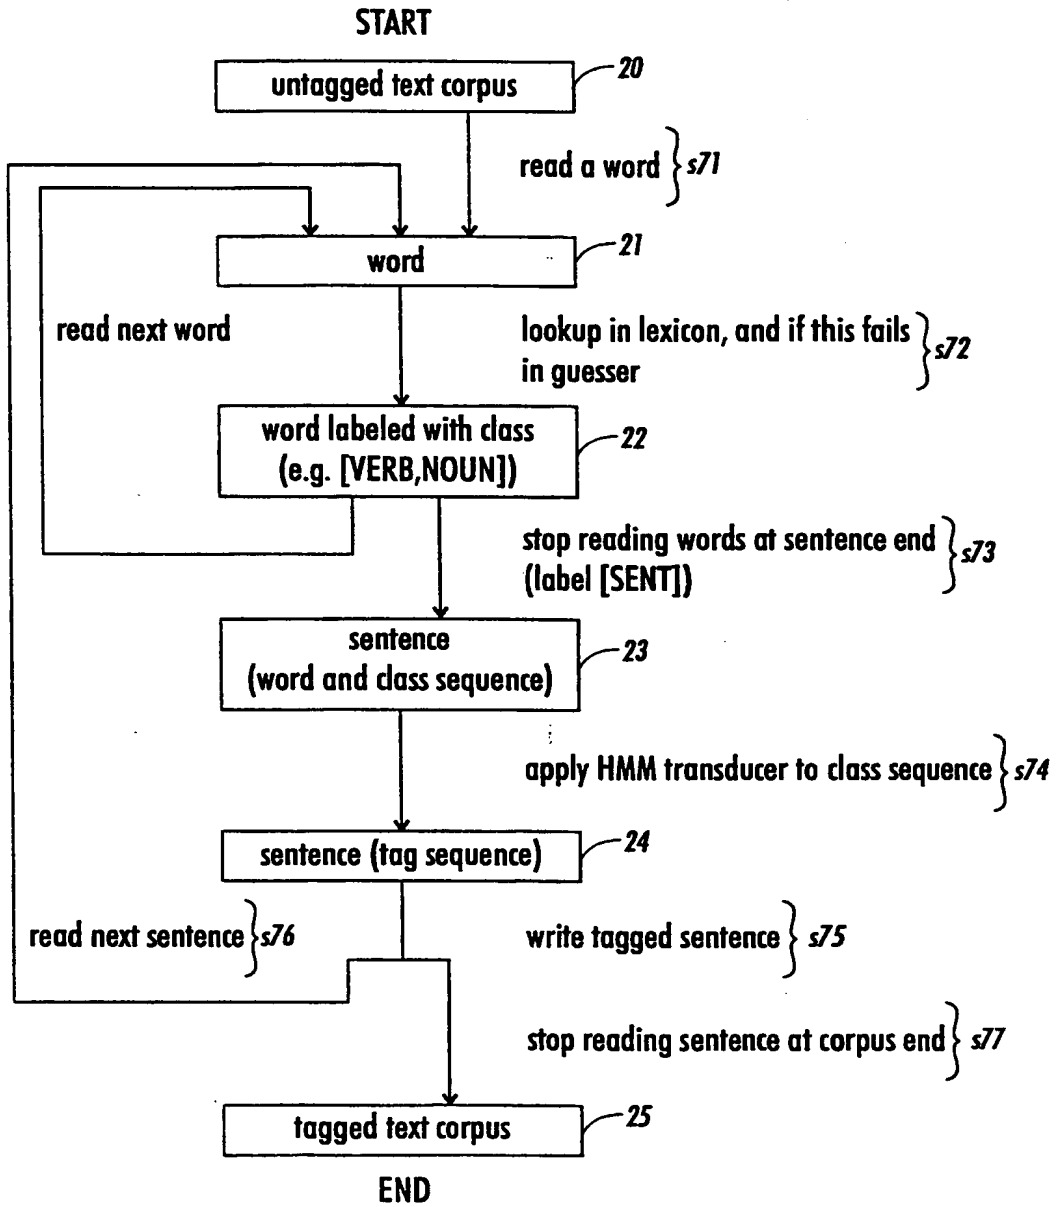 START
untagged text corpus
20
read a word
s71
word
21
read next word
lookup in lexicon, and if this fails
in guesser
s72
word labeled with class
(e.g. [VERB,NOUN])
22
stop reading words at sentence end
(label [SENT])
s73
sentence
(word and class sequence)
23
apply HMM transducer to class sequence
s74
sentence (tag sequence)
24
read next sentence
s76
write tagged sentence
s75
stop reading sentence at corpus end
s77
tagged text corpus
25
END